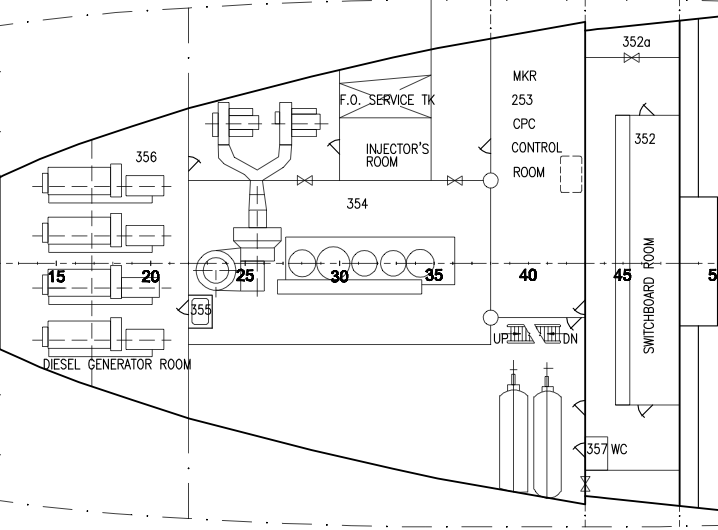 352a
MKR
253
CPC
CONTROL
ROOM
F.O. SERVICE TK
INJECTOR'S
ROOM
352
356
354
15
20
25
30
35
40
45
5
SWITCHBOARD ROOM
355
UP
DN
DIESEL GENERATOR ROOM
357 WC